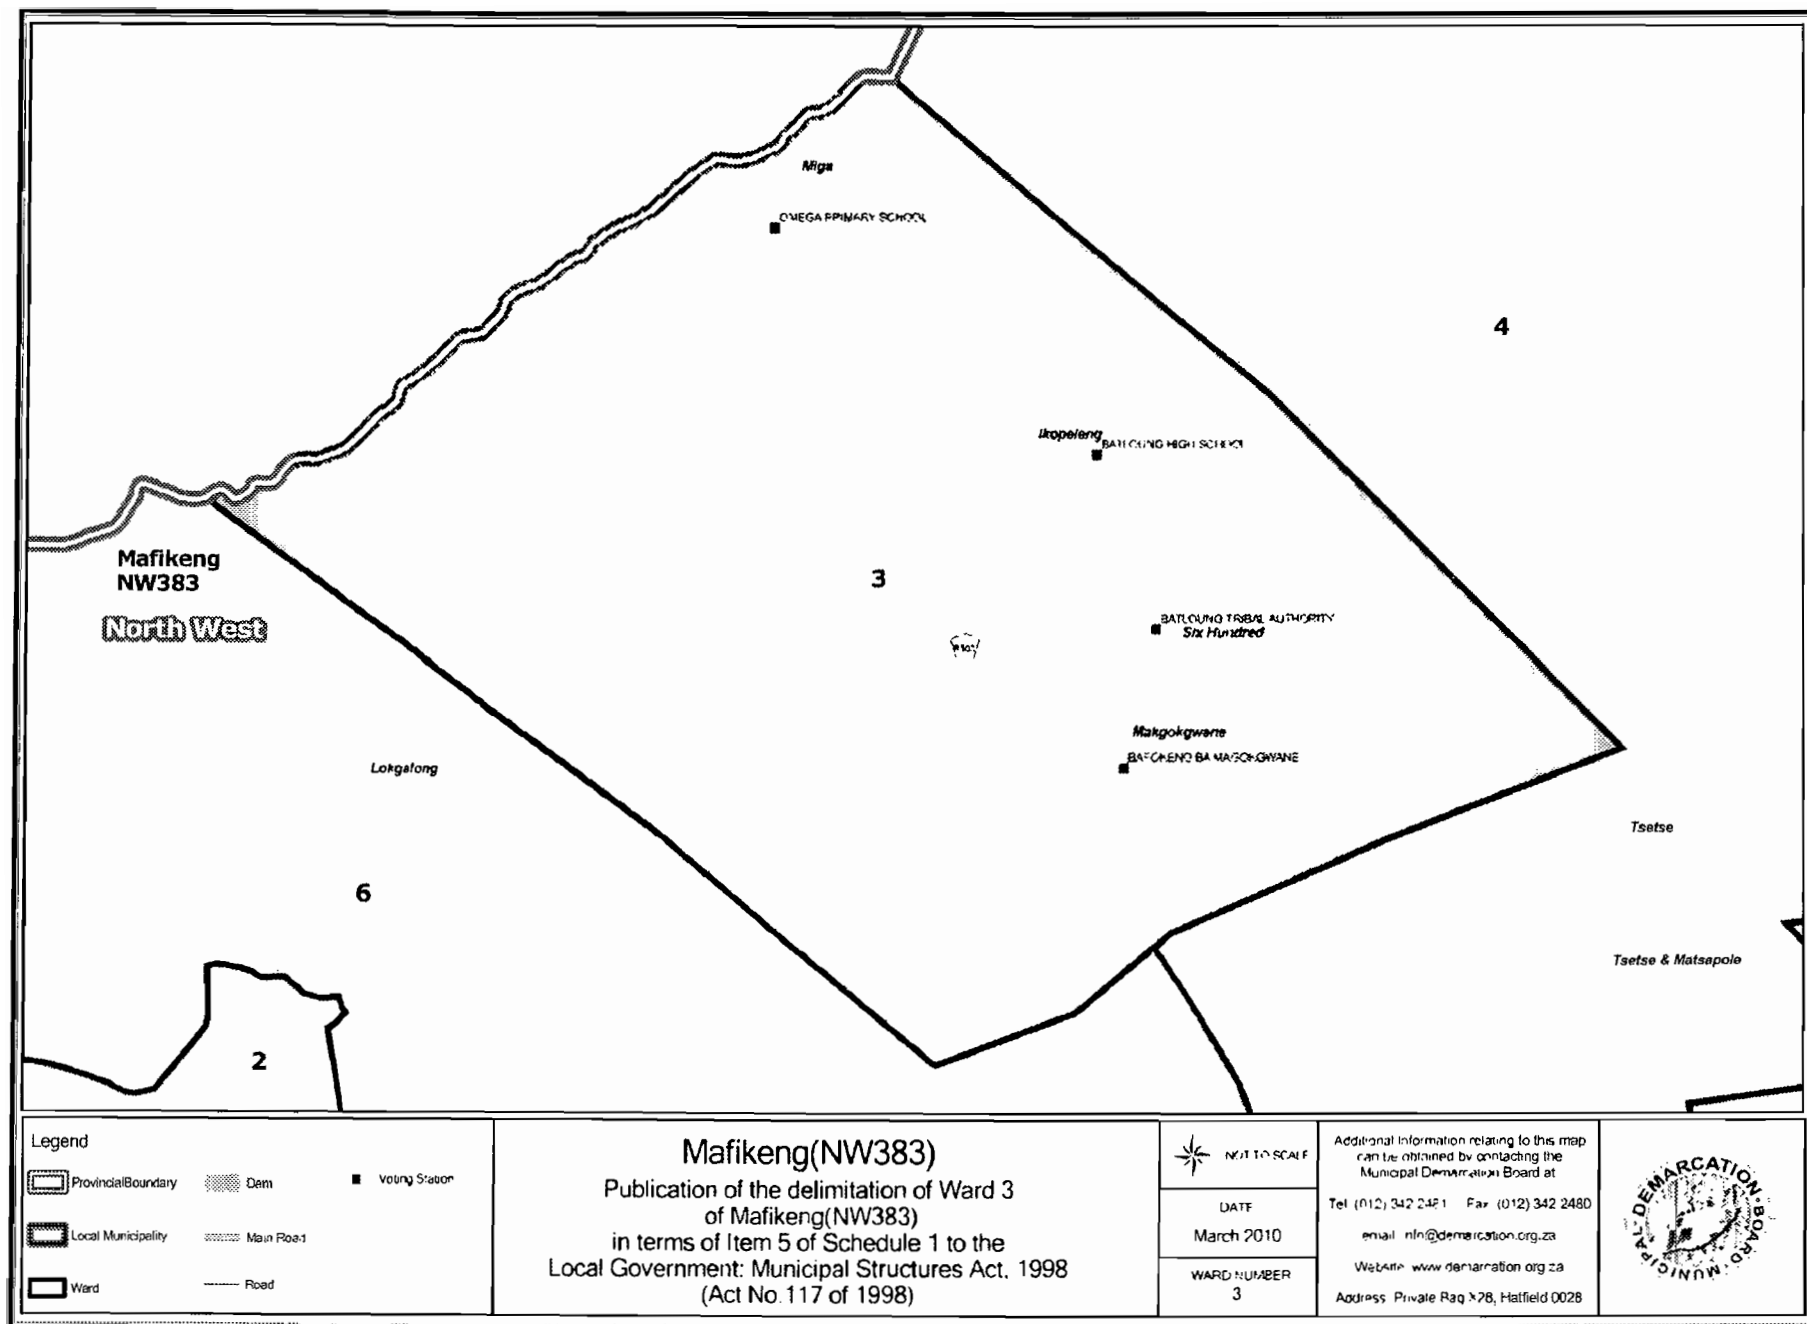 Miga
OMEGA PRIMARY SCHOOL
4
Ikopeleng
BATLOUNG HIGH SCHOOL
Mafikeng
NW383
North West
3
BATLOUNG TRIBAL AUTHORITY
Six Hundred
Makgokgwane
Lokgalong
BAFOKENG BA MAGOKGWANE
Tsetse
6
Tsetse & Matsapole
2
Legend
ProvincialBoundary
Dam
Voting Station
Local Municipality
Main Road
Ward
Road
Mafikeng(NW383)
Publication of the delimitation of Ward 3
of Mafikeng(NW383)
in terms of Item 5 of Schedule 1 to the
Local Government: Municipal Structures Act, 1998
(Act No.117 of 1998)
NOT TO SCALE
DATE
March 2010
WARD NUMBER
3
Additional Information relating to this map
can be obtained by contacting the
Municipal Demarcation Board at
Tel (012) 342 2481 Fax (012) 342 2480
email info@demarcation.org.za
Website www.demarcation.org.za
Address Private Bag X28, Hatfield 0028
MUNICIPAL DEMARCATION BOARD